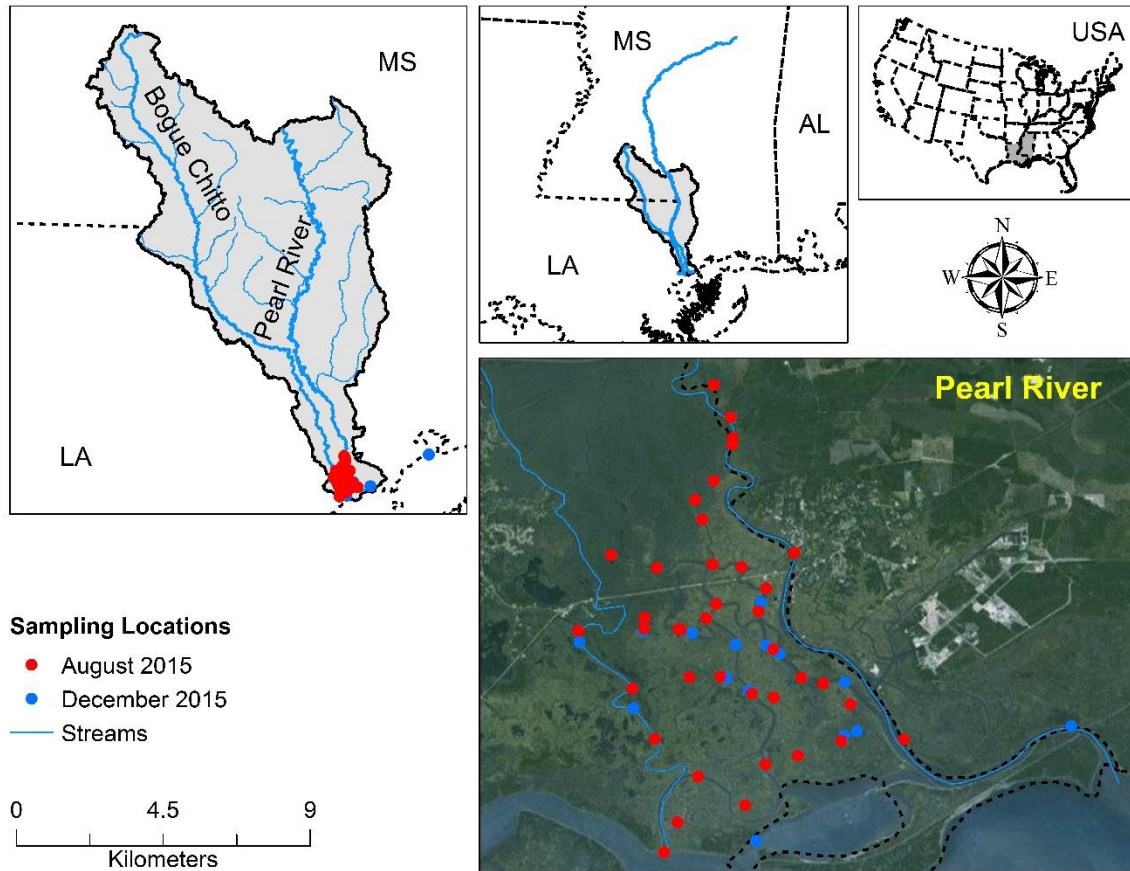 MS
Bogue Chitto
Pearl River
LA
MS
AL
LA
USA
N
W
E
S
Pearl River
Sampling Locations
August 2015
December 2015
Streams
0 4.5 9
Kilometers